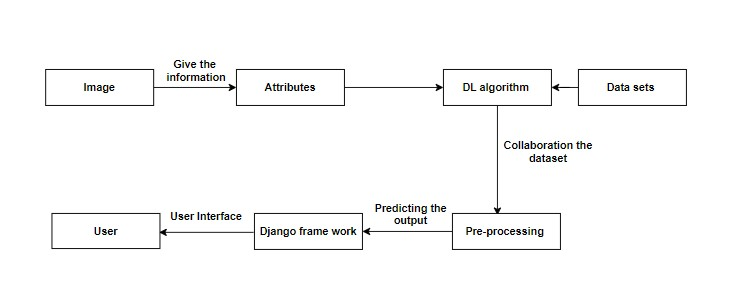 Give the
information
Image
Attributes
DL algorithm
Data sets
Collaboration the
dataset
User
User Interface
Django frame work
Predicting the
output
Pre-processing